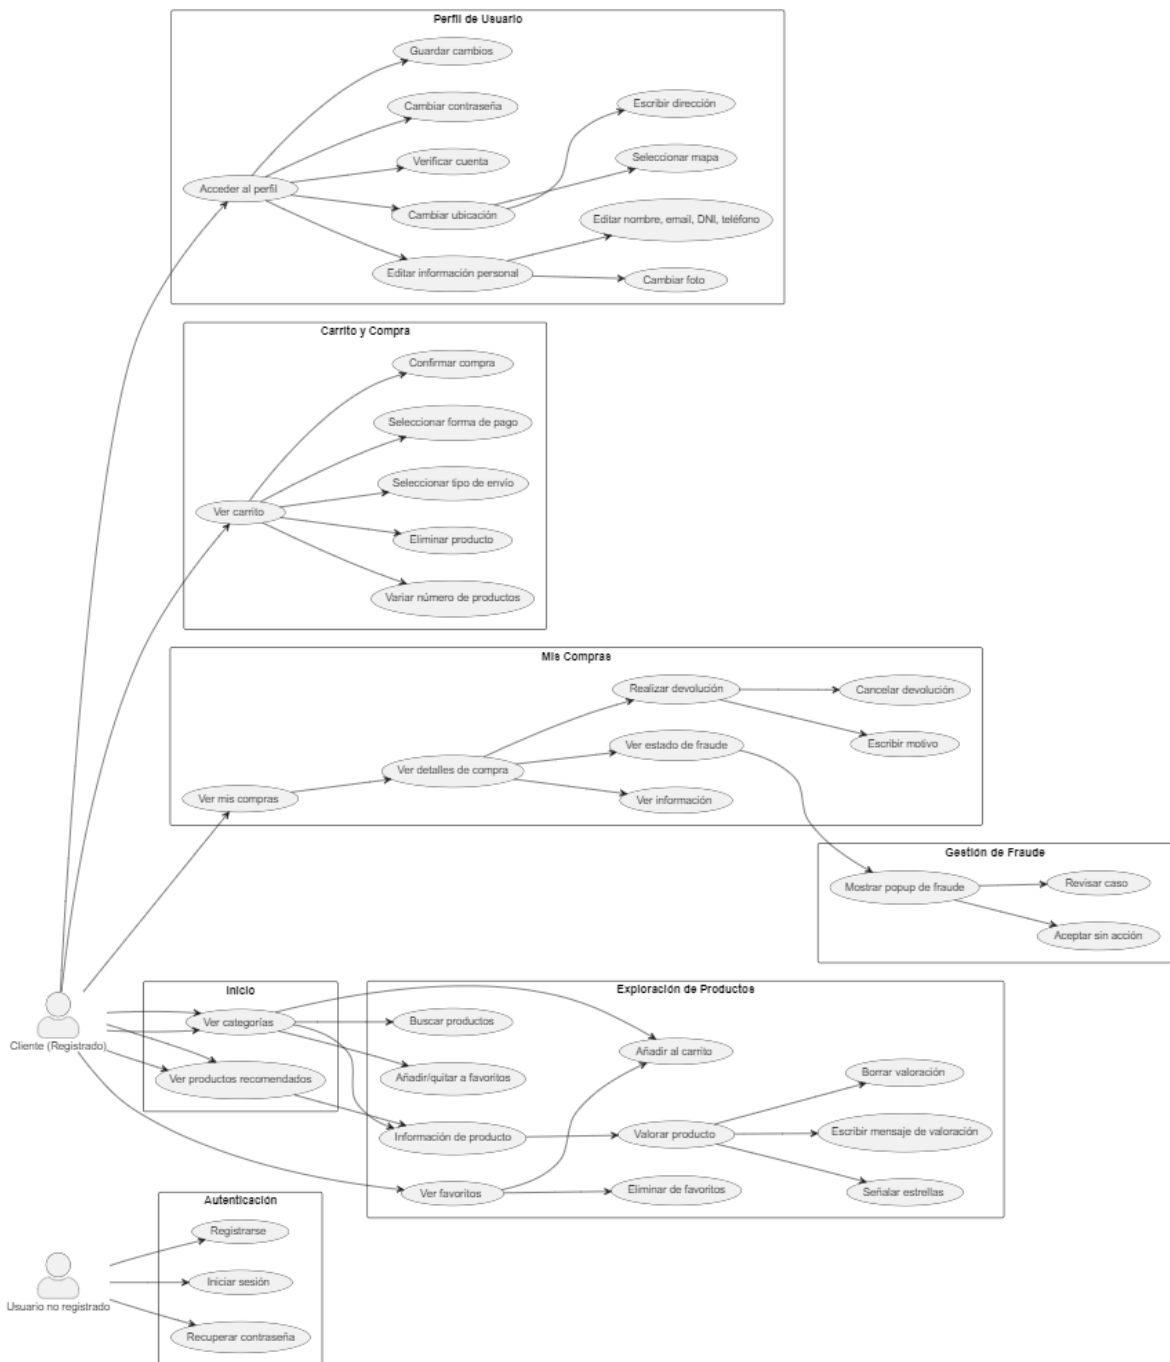 Perfil de Usuario
Guardar cambios
Cambiar contraseña
Escribir dirección
Verificar cuenta
Seleccionar mapa
Acceder al perfil
Cambiar ubicación
Editar nombre, email, DNI, teléfono
Editar información personal
Cambiar foto
Carrito y Compra
Confirmar compra
Seleccionar forma de pago
Seleccionar tipo de envío
Ver carrito
Eliminar producto
Variar número de productos
Mis Compras
Realizar devolución
Cancelar devolución
Ver estado de fraude
Escribir motivo
Ver detalles de compra
Ver mis compras
Ver información
Gestión de Fraude
Mostrar popup de fraude
Revisar caso
Aceptar sin acción
Inicio
Exploración de Productos
Ver categorías
Buscar productos
Cliente (Registrado)
Añadir al carrito
Ver productos recomendados
Añadir/quitar a favoritos
Borrar valoración
Información de producto
Valorar producto
Escribir mensaje de valoración
Ver favoritos
Eliminar de favoritos
Señalar estrellas
Autenticación
Registrarse
Iniciar sesión
Usuario no registrado
Recuperar contraseña